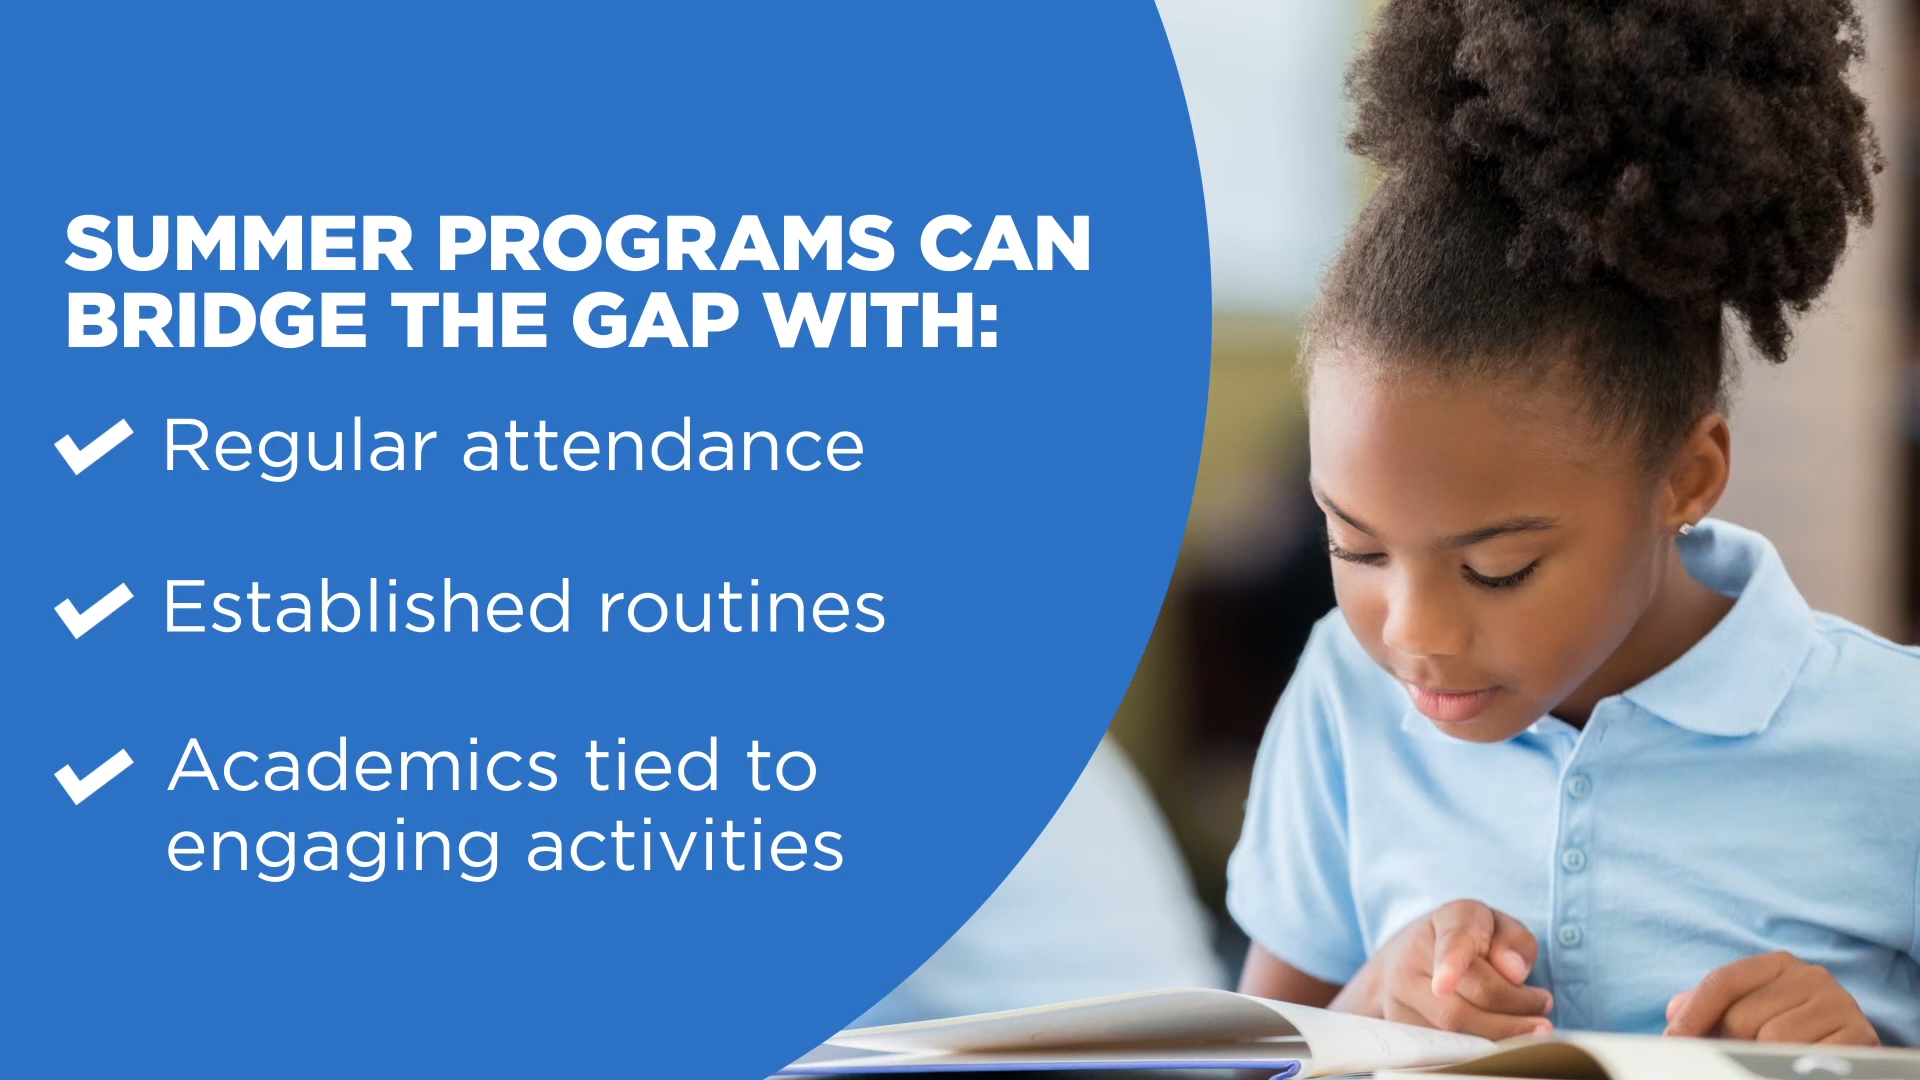 SUMMER PROGRAMS CAN
BRIDGE THE GAP WITH:
Regular attendance
Established routines
Academics tied to
engaging activities